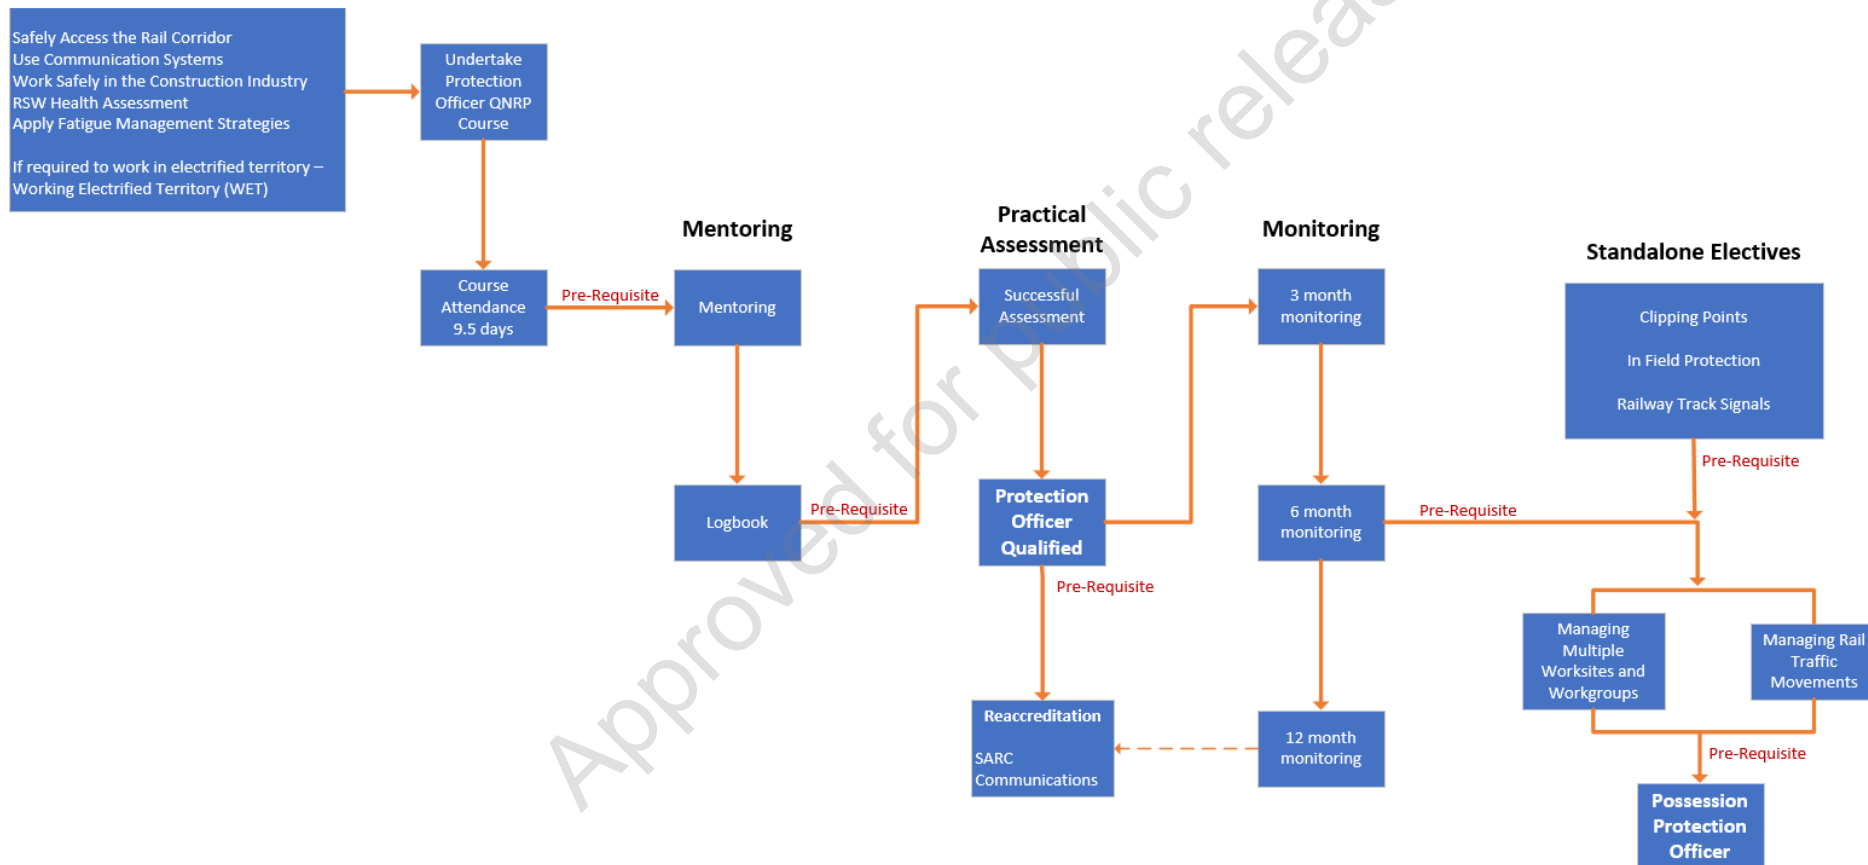 Safely Access the Rail Corridor
Use Communication Systems
Work Safely in the Construction Industry
RSW Health Assessment
Apply Fatigue Management Strategies
If required to work in electrified territory –
Working Electrified Territory (WET)
Undertake
Protection
Officer QNRP
Course
Course
Attendance
9.5 days
Pre-Requisite
Mentoring
Mentoring
Logbook
Pre-Requisite
Practical
Assessment
Successful
Assessment
Protection
Officer
Qualified
Pre-Requisite
Reaccreditation
SARC
Communications
Monitoring
3 month
monitoring
6 month
monitoring
12 month
monitoring
Pre-Requisite
Standalone Electives
Clipping Points
In Field Protection
Railway Track Signals
Pre-Requisite
Managing
Multiple
Worksites and
Workgroups
Managing Rail
Traffic
Movements
Pre-Requisite
Possession
Protection
Officer
Approved for public